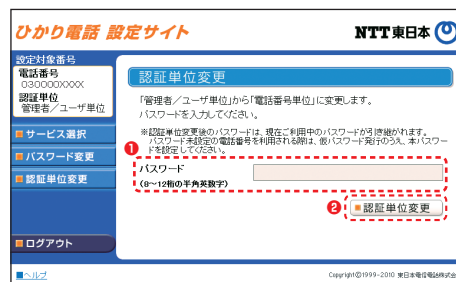 ひかり電話 設定サイト
NTT東日本
設定対象番号
電話番号
030000XXXX
認証単位
管理者／ユーザ単位
サービス選択
パスワード変更
認証単位変更
ログアウト
ヘルプ
認証単位変更
「管理者／ユーザ単位」から「電話番号単位」に変更します。
パスワードを入力してください。
※認証単位変更後のパスワードは、現在ご利用中のパスワードが引き継がれます。
パスワード未設定の電話番号を利用される際は、仮パスワード発行のうえ、本パスワー
ドを設定してください。
❶
パスワード
(8～12桁の半角英数字)
❷
認証単位変更
Copyright©1999-2010 東日本電信電話株式会